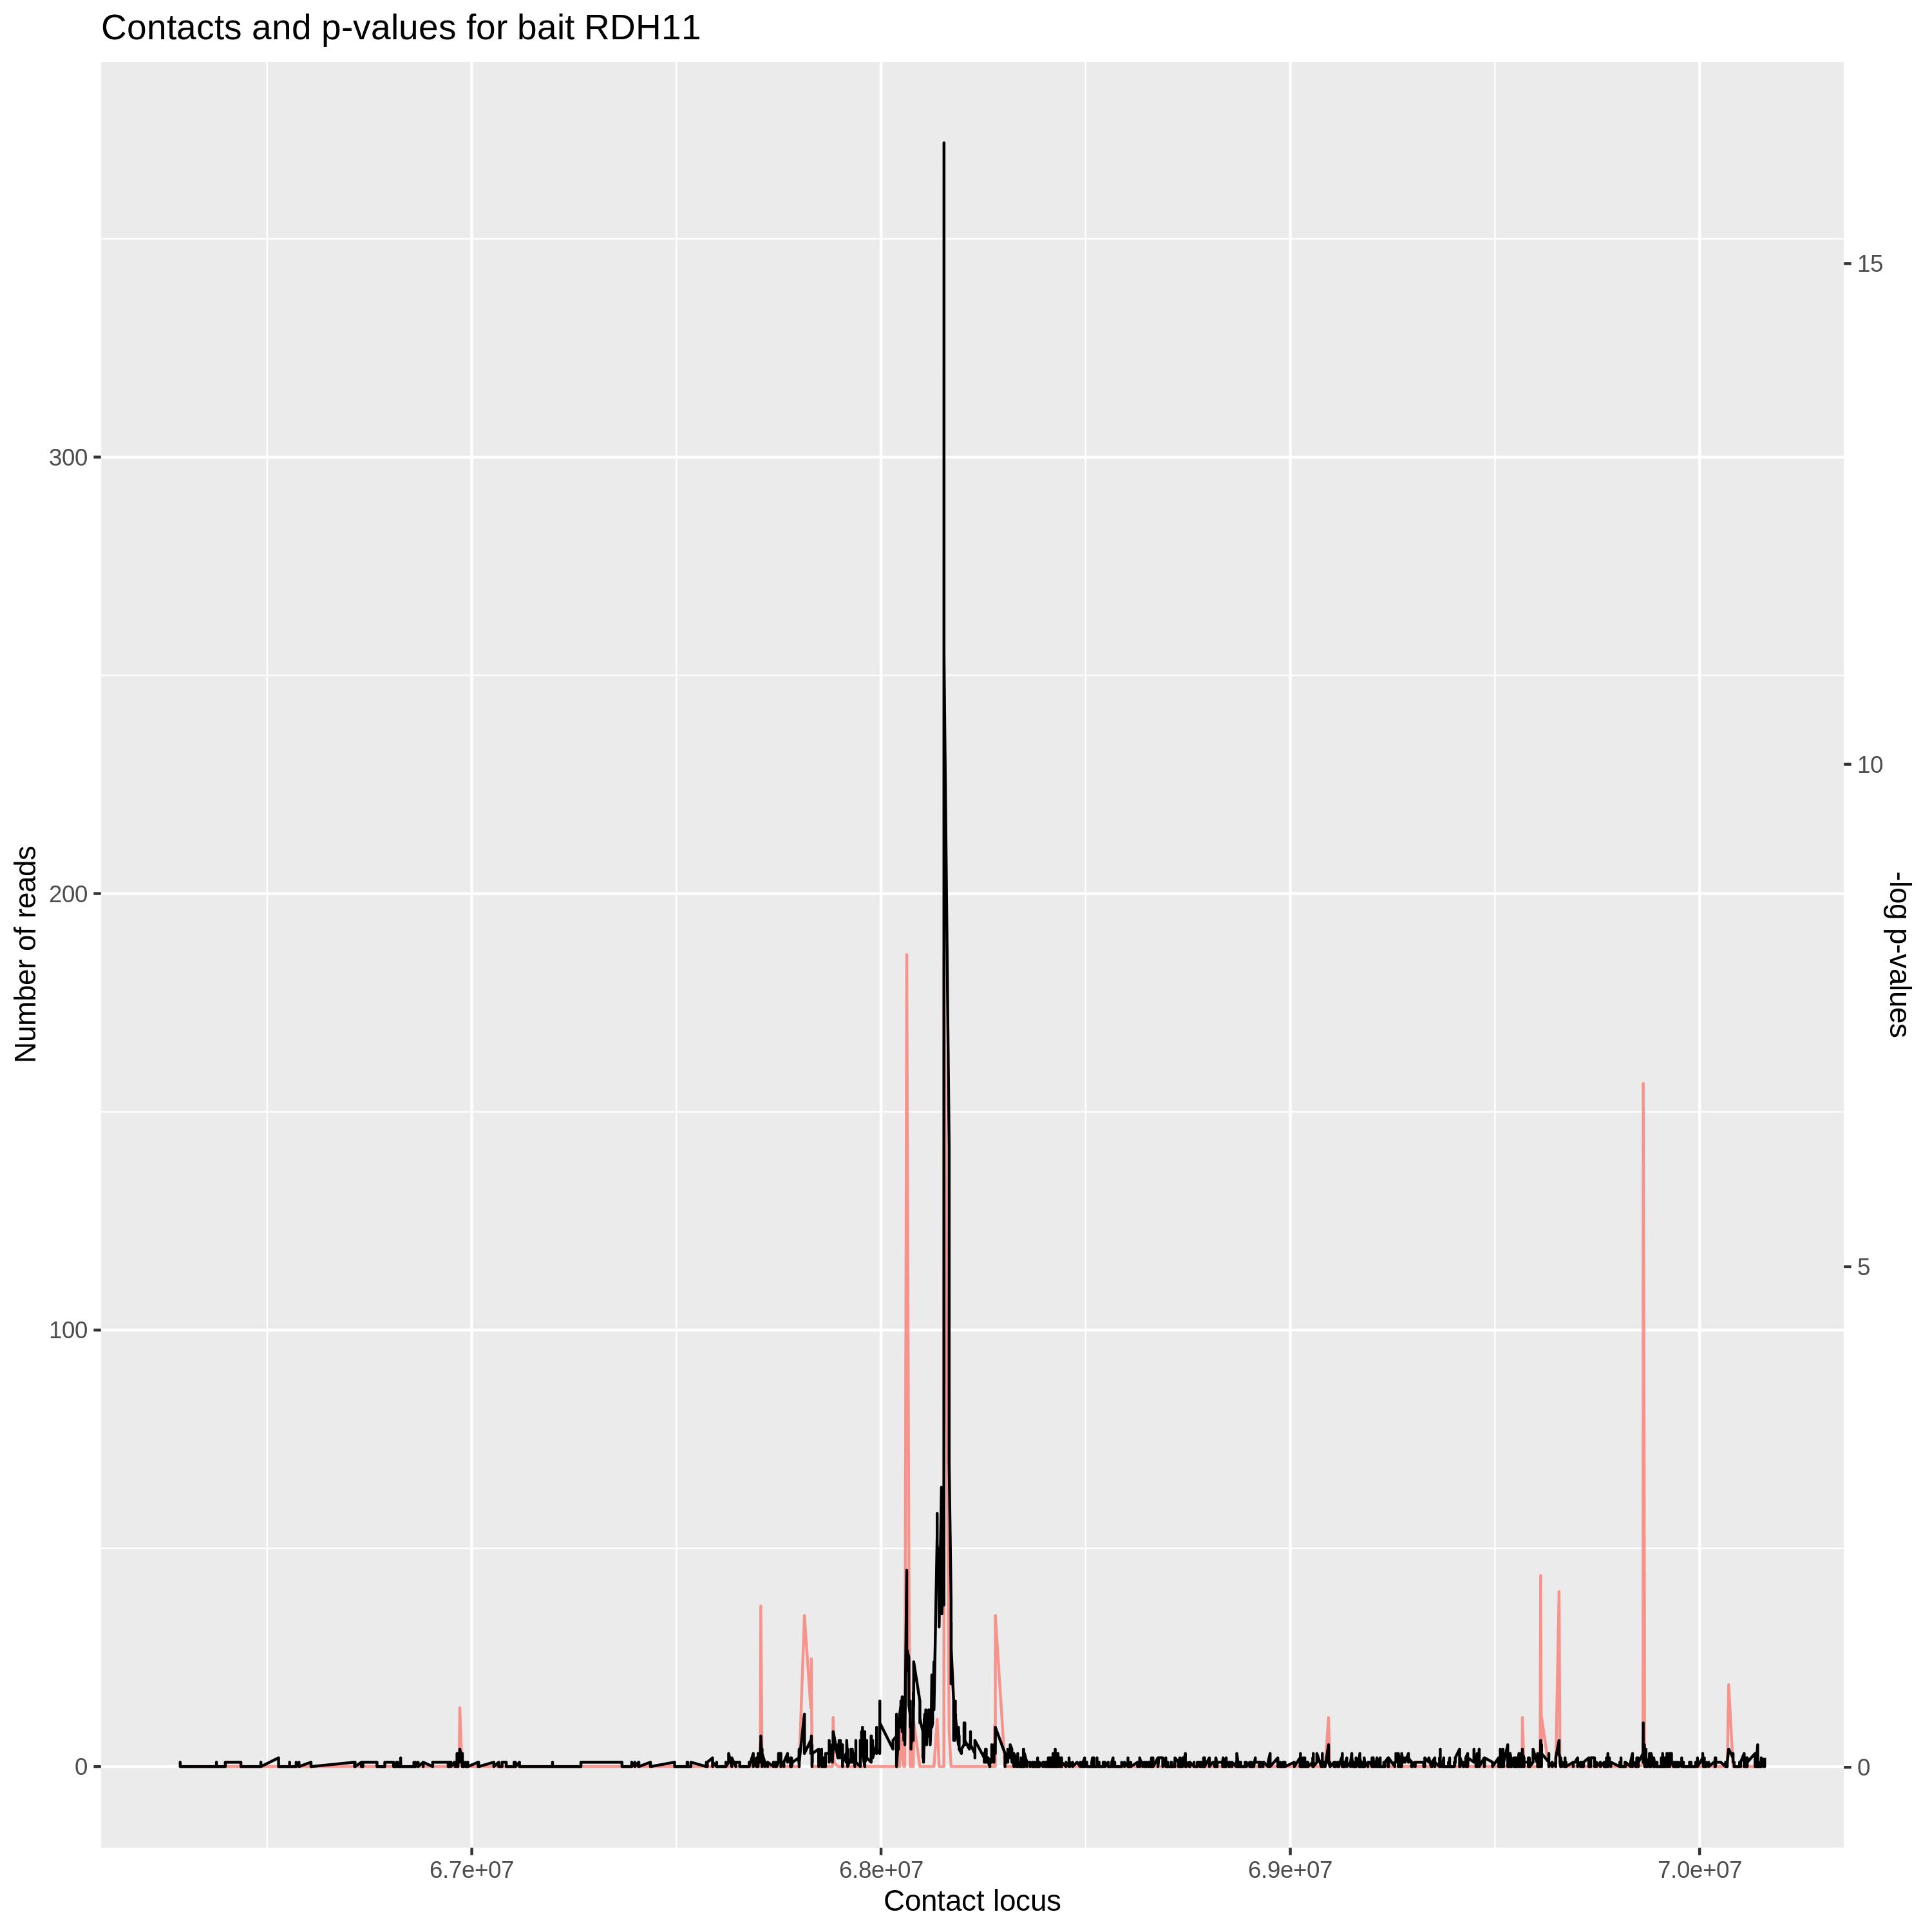 Contacts and p-values for bait RDH11
Number of reads
300
200
100
0
15
10
5
0
-log p-values
6.7e+07
6.8e+07
6.9e+07
7.0e+07
Contact locus